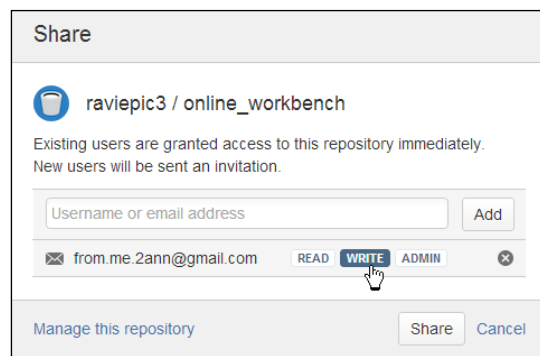 Share
raviepic3 / online_workbench
Existing users are granted access to this repository immediately.
New users will be sent an invitation.
Username or email address
Add
from.me.2ann@gmail.com READ WRITE ADMIN
Manage this repository Share Cancel